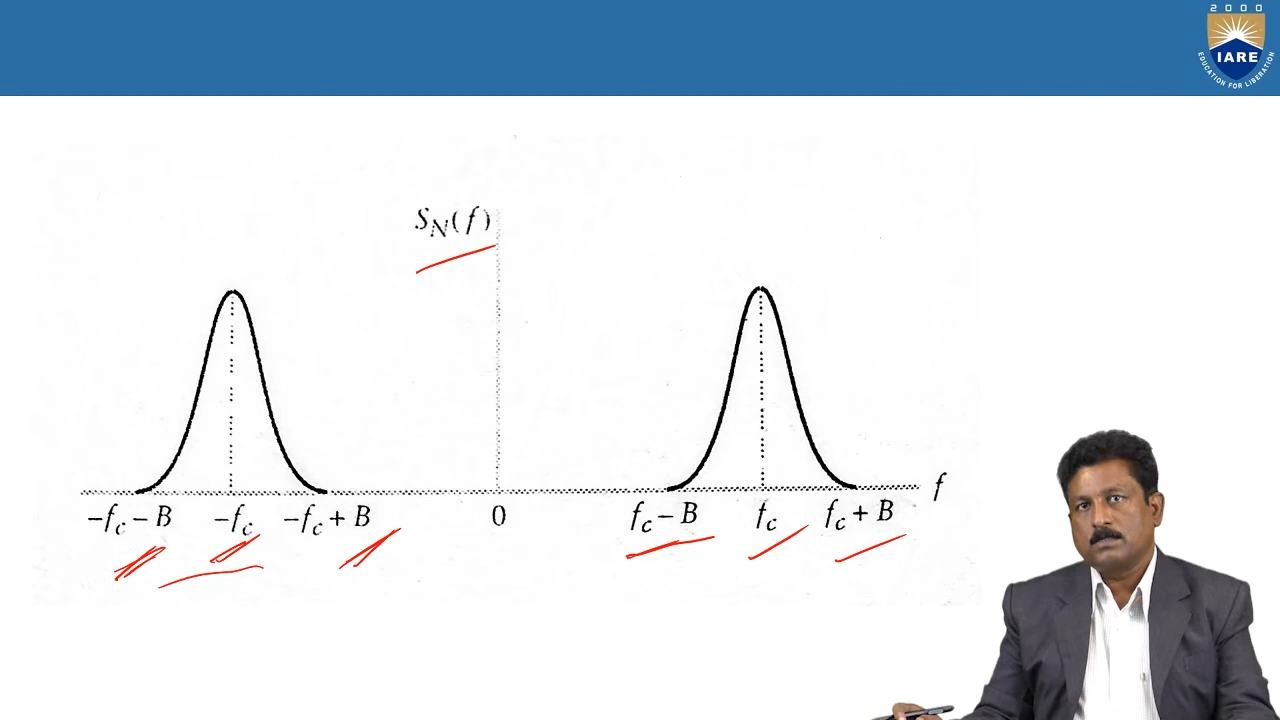 2000
IARE
EDUCATION FOR LIBERATION
S_N(f)
f
-f_c - B -f_c -f_c + B 0 f_c - B f_c f_c + B